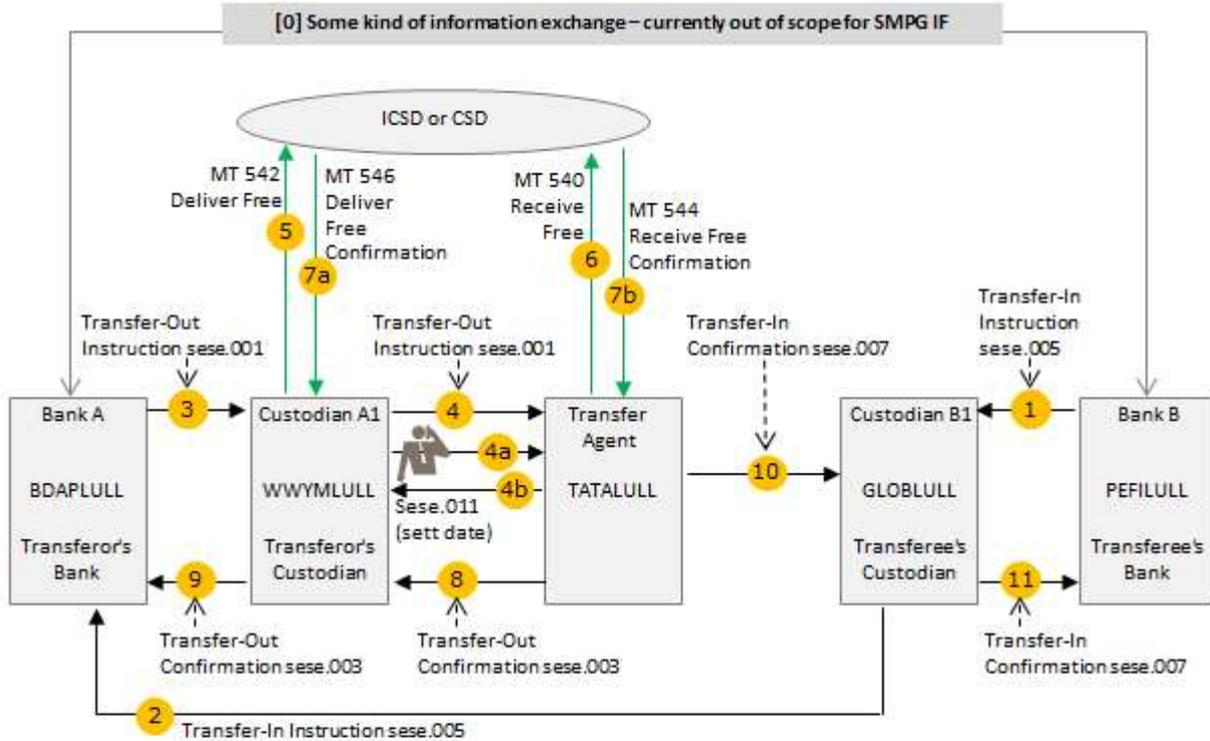 [0] Some kind of information exchange – currently out of scope for SMPG IF
ICSD or CSD
MT 542
Deliver Free
5
MT 546
Deliver
Free
Confirmation
7a
MT 540
Receive
Free
6
MT 544
Receive Free
Confirmation
7b
Transfer-Out
Instruction sese.001
Transfer-Out
Instruction sese.001
Transfer-In
Confirmation sese.007
Transfer-In
Instruction
sese.005
Bank A
BDAPLULL
Transferor's
Bank
3
Custodian A1
WWYMLULL
Transferor's
Custodian
4
4a
4b
Sese.011
(sett date)
Transfer
Agent
TATALULL
10
Custodian B1
GLOBLULL
Transferee's
Custodian
1
Bank B
PEFILULL
Transferee's
Bank
9
8
11
Transfer-Out
Confirmation sese.003
Transfer-Out
Confirmation sese.003
Transfer-In
Confirmation sese.007
2
Transfer-In Instruction sese.005